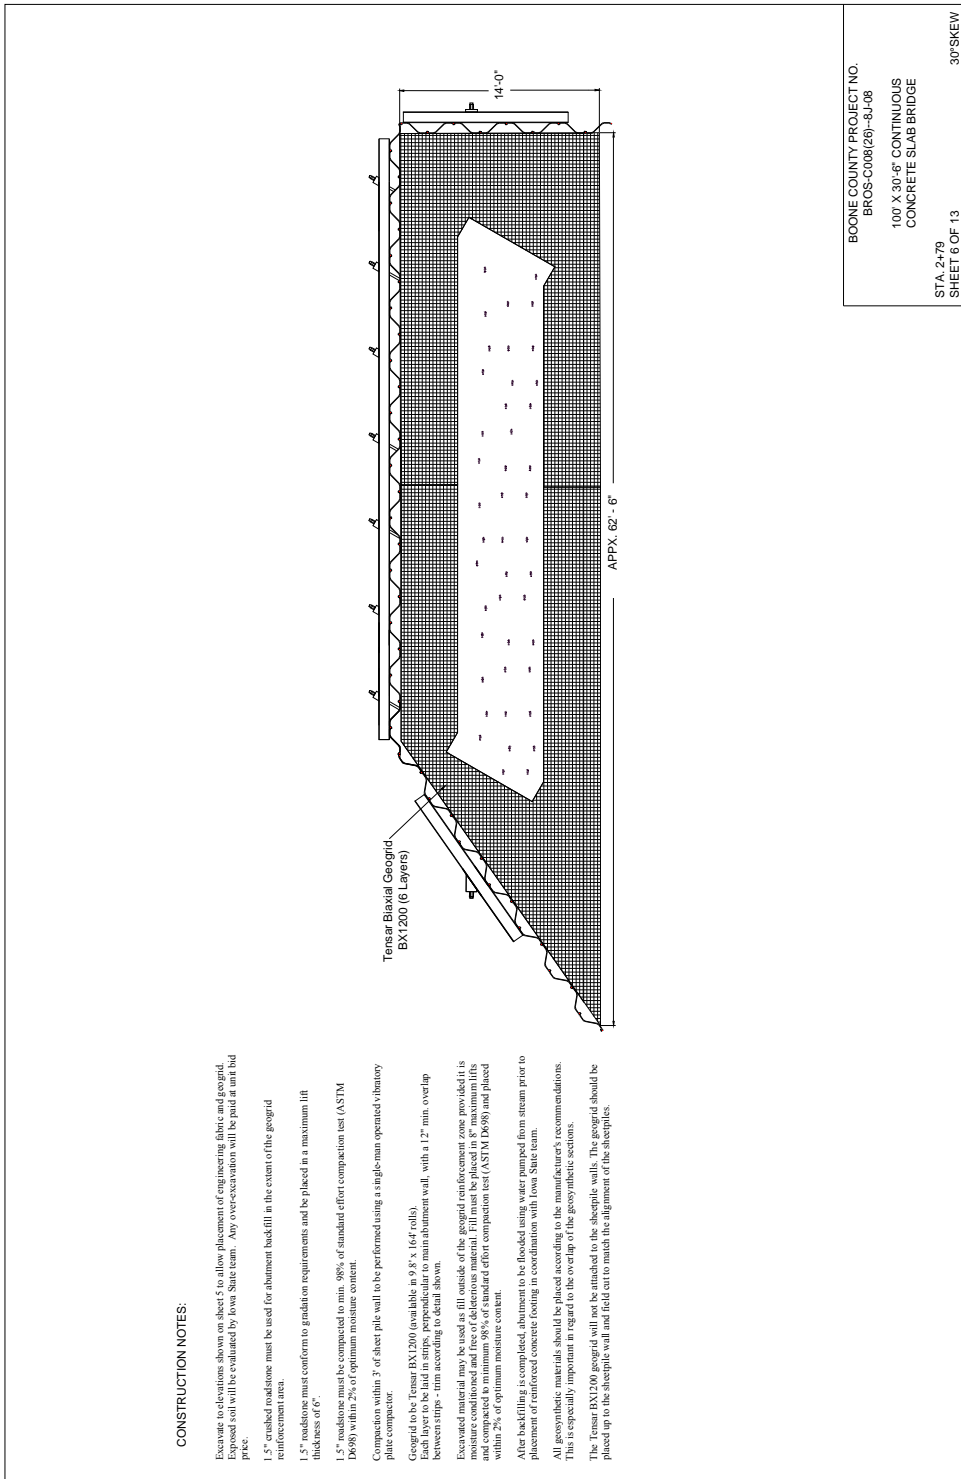 CONSTRUCTION NOTES:
Excavate to elevations shown on sheet 5 to allow placement of engineering fabric and geogrid.
Exposed soil will be evaluated by Iowa State team. Any over-excavation will be paid at unit bid
price.
1.5" crushed roadstone must be used for abutment backfill in the extent of the geogrid
reinforcement area.
1.5" roadstone must conform to gradation requirements and be placed in a maximum lift
thickness of 6".
1.5" roadstone must be compacted to min. 98% of standard effort compaction test (ASTM
D698) within 2% of optimum moisture content.
Compaction within 3' of sheet pile wall to be performed using a single-man operated vibratory
plate compactor.
Geogrid to be Tensar BX1200 (available in 9.8' x 164' rolls).
Each layer to be laid in strips, perpendicular to main abutment wall, with a 12" min. overlap
between strips - trim according to detail shown.
Excavated material may be used as fill outside of the geogrid reinforcement zone provided it is
moisture conditioned and free of deleterious material. Fill must be placed in 8" maximum lifts
and compacted to minimum 98% of standard effort compaction test (ASTM D698) and placed
within 2% of optimum moisture content.
After backfilling is completed, abutment to be flooded using water pumped from stream prior to
placement of reinforced concrete footing in coordination with Iowa State team.
All geosynthetic materials should be placed according to the manufacturer's recommendations.
This is especially important in regard to the overlap of the geosynthetic sections.
The Tensar BX1200 geogrid will not be attached to the sheetpile walls. The geogrid should be
placed up to the sheetpile wall and field cut to match the alignment of the sheetpiles.
Tensar Biaxial Geogrid
BX1200 (6 Layers)
14'-0"
APPX. 62' - 6"
BOONE COUNTY PROJECT NO.
BROS-C008(26)--8J-08
100' X 30'-6" CONTINUOUS
CONCRETE SLAB BRIDGE
STA. 2+79
SHEET 6 OF 13
30°SKEW